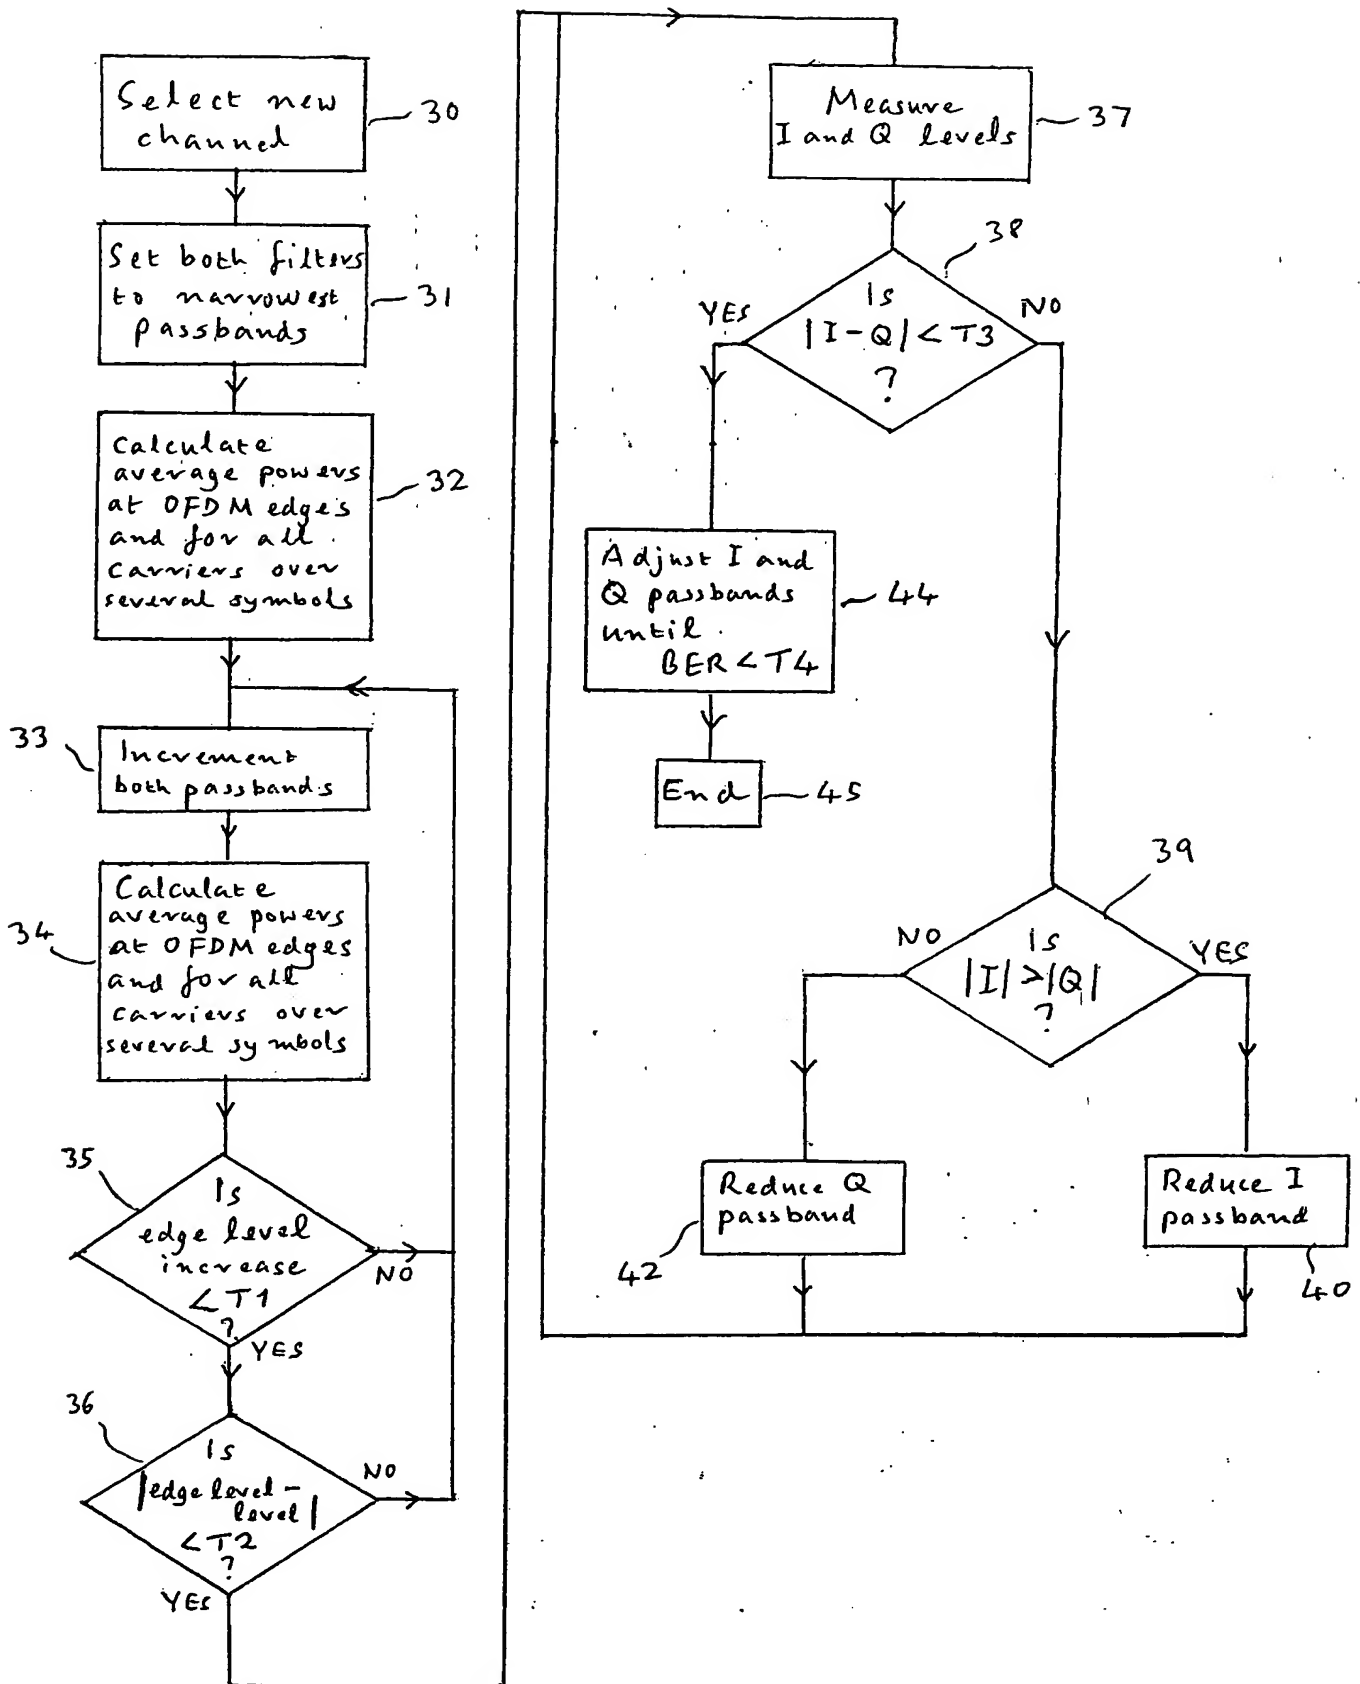 Select new
channel
30
Set both filters
to narrowest
passbands
31
Calculate
average powers
at OFDM edges
and for all
carriers over
several symbols
32
33
Increment
both passbands
34
Calculate
average powers
at OFDM edges
and for all
carriers over
several symbols
35
Is
edge level
increase
<T1
?
NO
YES
36
Is
|edge level-
level|
<T2
?
NO
YES
Measure
I and Q levels
37
38
Is
|I-Q|<T3
?
YES
NO
Adjust I and
Q passbands
until
BER<T4
44
End
45
39
Is
|I|>|Q|
?
NO
YES
Reduce Q
passband
42
Reduce I
passband
40